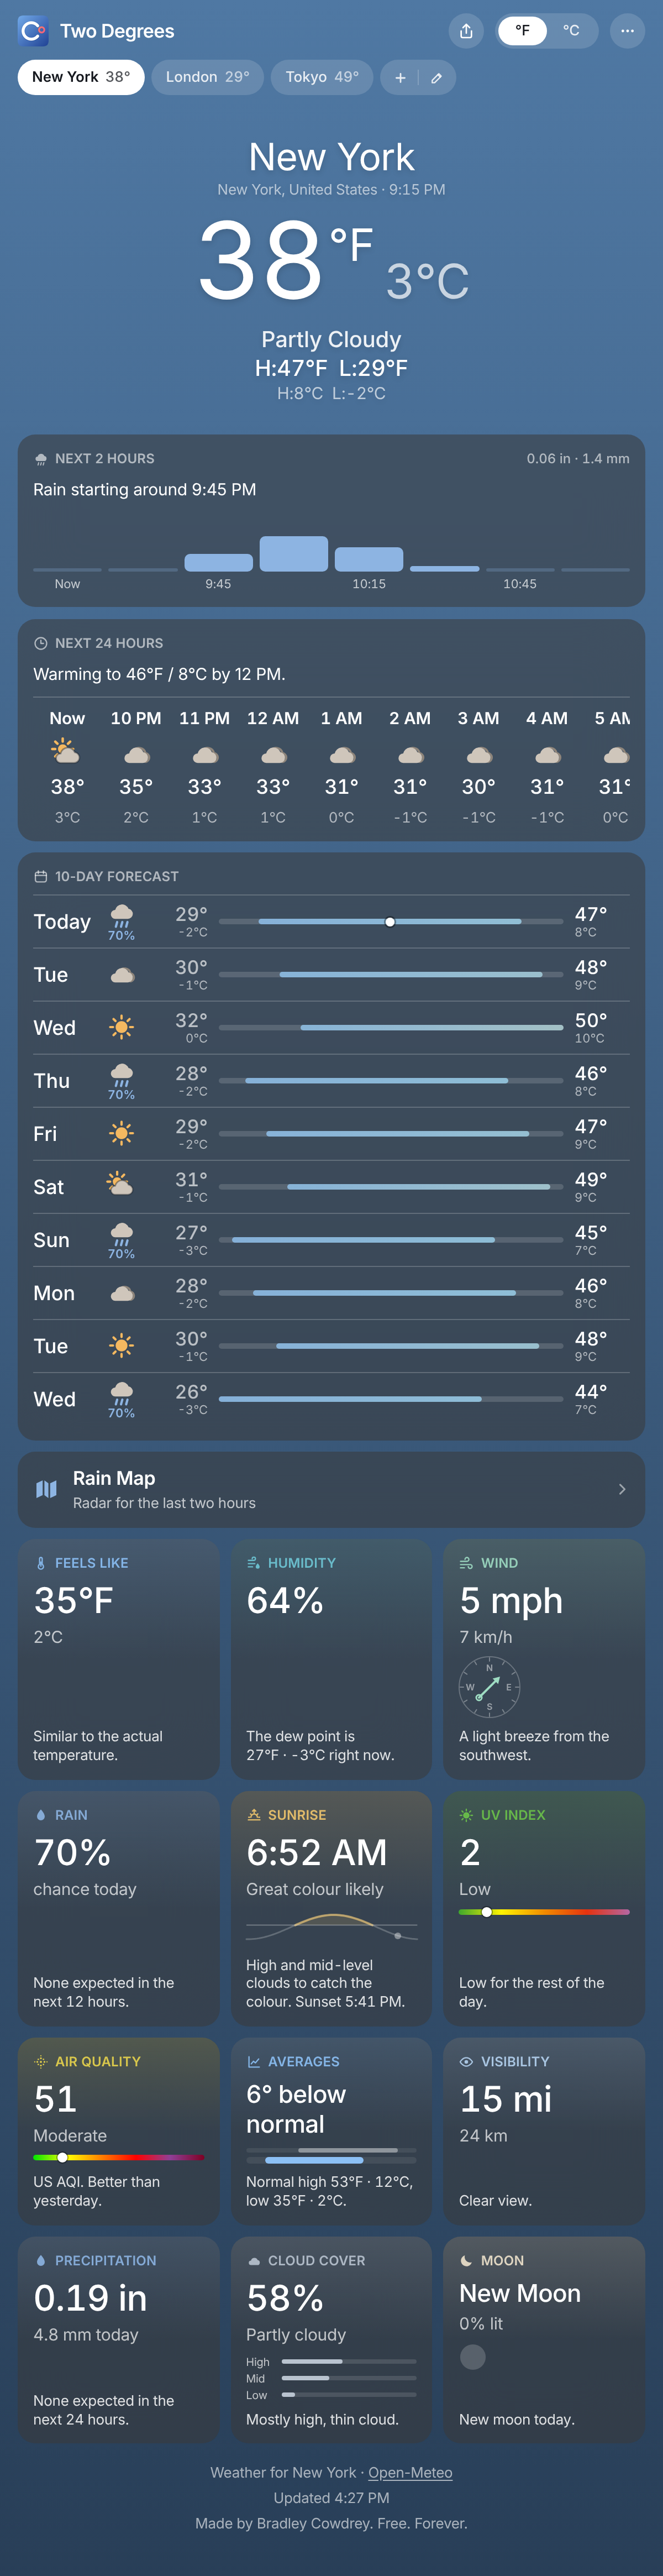 Two Degrees
°F
°C
New York 38°
London 29°
Tokyo 49°
New York
New York, United States · 9:15 PM
38°F 3°C
Partly Cloudy
H:47°F L:29°F
H:8°C L:-2°C
NEXT 2 HOURS
0.06 in · 1.4 mm
Rain starting around 9:45 PM
Now 9:45 10:15 10:45
NEXT 24 HOURS
Warming to 46°F / 8°C by 12 PM.
Now 10 PM 11 PM 12 AM 1 AM 2 AM 3 AM 4 AM 5 AM
38° 35° 33° 33° 31° 31° 30° 31° 31°
3°C 2°C 1°C 1°C 0°C -1°C -1°C -1°C 0°C
10-DAY FORECAST
Today 70% 29° -2°C 47° 8°C
Tue 30° -1°C 48° 9°C
Wed 32° 0°C 50° 10°C
Thu 70% 28° -2°C 46° 8°C
Fri 29° -2°C 47° 9°C
Sat 31° -1°C 49° 9°C
Sun 70% 27° -3°C 45° 7°C
Mon 28° -2°C 46° 8°C
Tue 30° -1°C 48° 9°C
Wed 70% 26° -3°C 44° 7°C
Rain Map
Radar for the last two hours
FEELS LIKE
35°F
2°C
Similar to the actual
temperature.
HUMIDITY
64%
The dew point is
27°F · -3°C right now.
WIND
5 mph
7 km/h
N
W E
S
A light breeze from the
southwest.
RAIN
70%
chance today
None expected in the
next 12 hours.
SUNRISE
6:52 AM
Great colour likely
High and mid-level
clouds to catch the
colour. Sunset 5:41 PM.
UV INDEX
2
Low
Low for the rest of the
day.
AIR QUALITY
51
Moderate
US AQI. Better than
yesterday.
AVERAGES
6° below
normal
Normal high 53°F · 12°C,
low 35°F · 2°C.
VISIBILITY
15 mi
24 km
Clear view.
PRECIPITATION
0.19 in
4.8 mm today
None expected in the
next 24 hours.
CLOUD COVER
58%
Partly cloudy
High
Mid
Low
Mostly high, thin cloud.
MOON
New Moon
0% lit
New moon today.
Weather for New York · Open-Meteo
Updated 4:27 PM
Made by Bradley Cowdrey. Free. Forever.